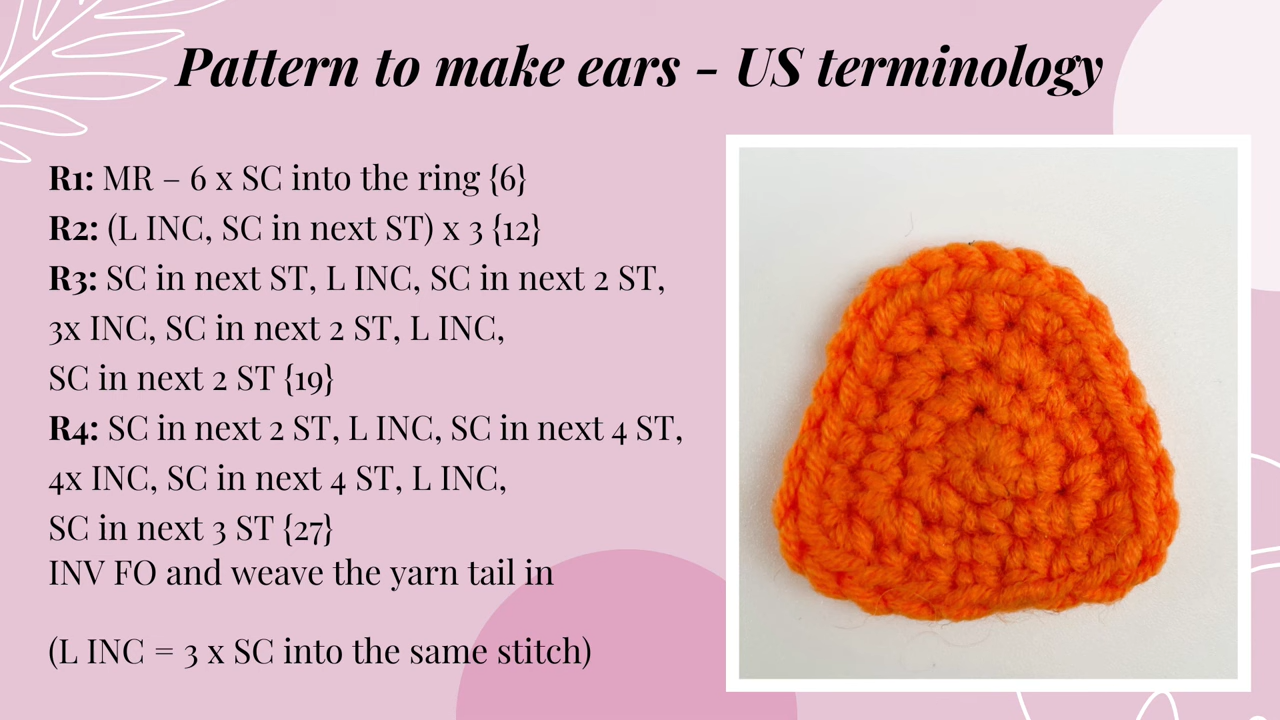 Pattern to make ears - US terminology
R1: MR – 6 x SC into the ring {6}
R2: (L INC, SC in next ST) x 3 {12}
R3: SC in next ST, L INC, SC in next 2 ST,
3x INC, SC in next 2 ST, L INC,
SC in next 2 ST {19}
R4: SC in next 2 ST, L INC, SC in next 4 ST,
4x INC, SC in next 4 ST, L INC,
SC in next 3 ST {27}
INV FO and weave the yarn tail in
(L INC = 3 x SC into the same stitch)